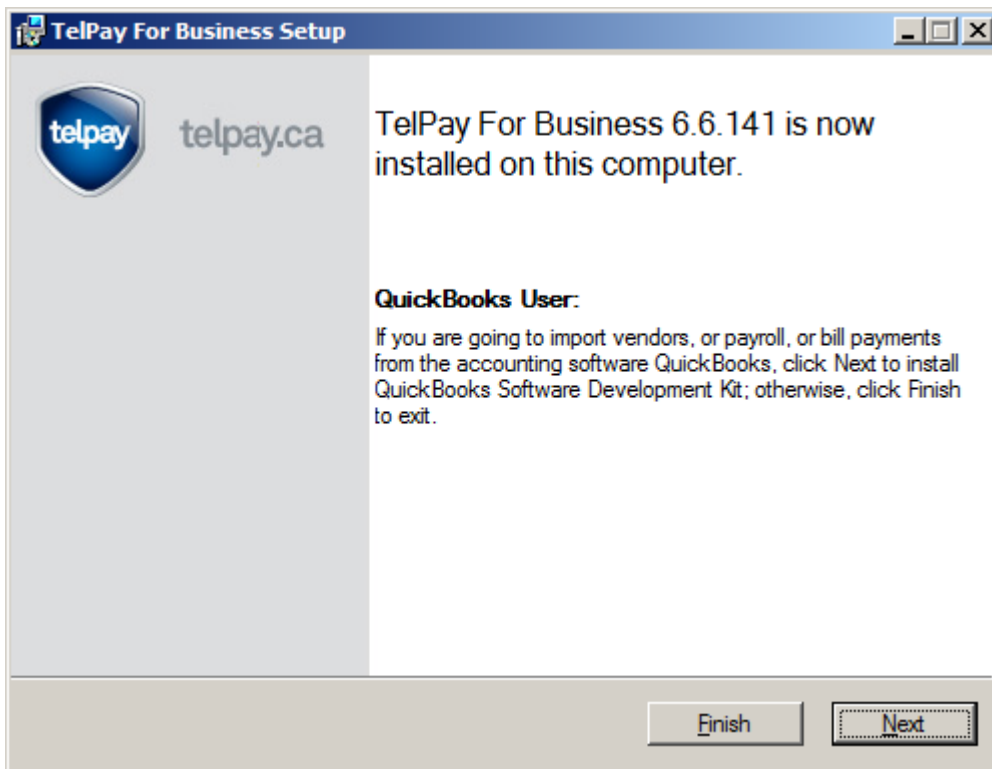 TelPay For Business Setup
telpay
telpay.ca
TelPay For Business 6.6.141 is now
installed on this computer.
QuickBooks User:
If you are going to import vendors, or payroll, or bill payments
from the accounting software QuickBooks, click Next to install
QuickBooks Software Development Kit; otherwise, click Finish
to exit.
Finish
Next